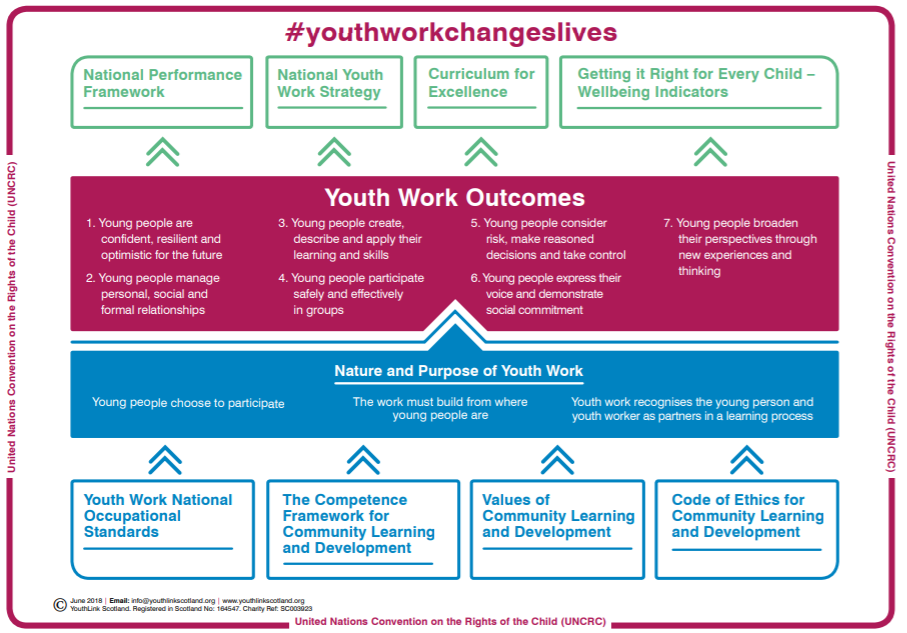 #youthworkchangeslives
National Performance
Framework
National Youth
Work Strategy
Curriculum for
Excellence
Getting it Right for Every Child –
Wellbeing Indicators
Youth Work Outcomes
1. Young people are
confident, resilient and
optimistic for the future
2. Young people manage
personal, social and
formal relationships
3. Young people create,
describe and apply their
learning and skills
4. Young people participate
safely and effectively
in groups
5. Young people consider
risk, make reasoned
decisions and take control
6. Young people express their
voice and demonstrate
social commitment
7. Young people broaden
their perspectives through
new experiences and
thinking
Nature and Purpose of Youth Work
Young people choose to participate
The work must build from where
young people are
Youth work recognises the young person and
youth worker as partners in a learning process
Youth Work National
Occupational
Standards
The Competence
Framework for
Community Learning
and Development
Values of
Community Learning
and Development
Code of Ethics for
Community Learning
and Development
© June 2018 | Email: info@youthlinkscotland.org | www.youthlinkscotland.org
YouthLink Scotland. Registered in Scotland No: 164547. Charity Ref: SC003923
United Nations Convention on the Rights of the Child (UNCRC)
United Nations Convention on the Rights of the Child (UNCRC)
United Nations Convention on the Rights of the Child (UNCRC)